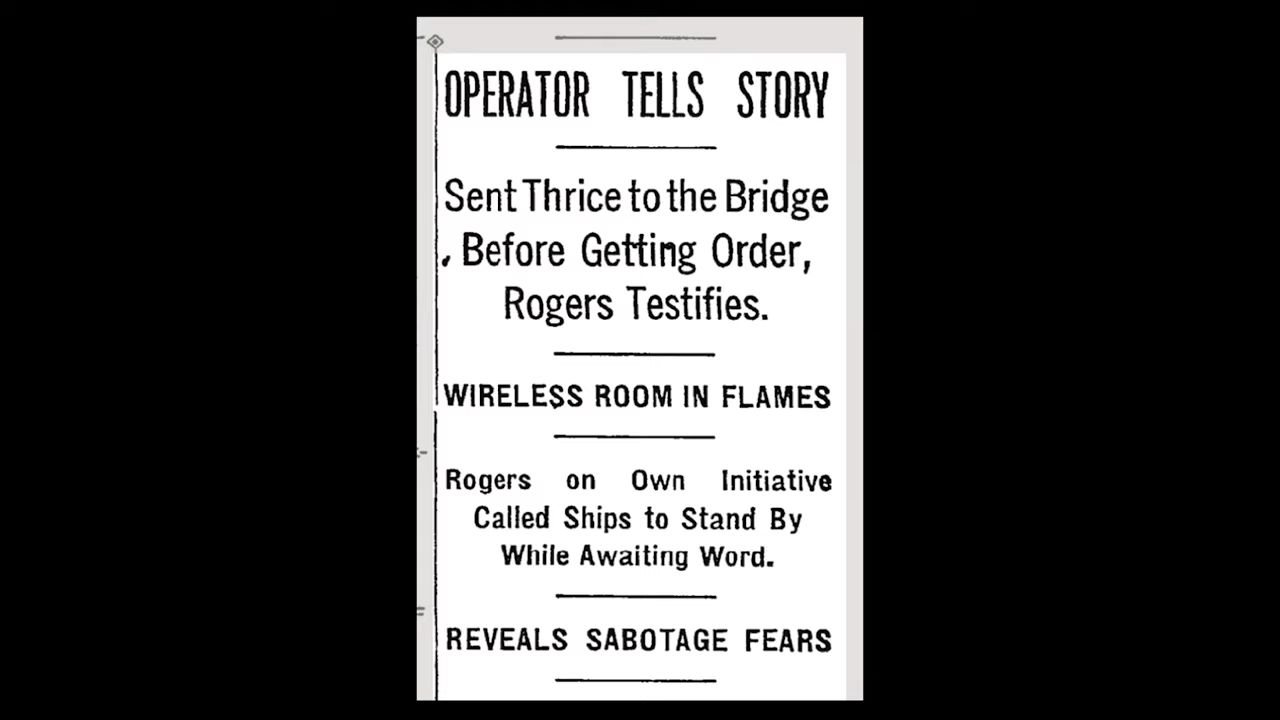 OPERATOR TELLS STORY
Sent Thrice to the Bridge
Before Getting Order,
Rogers Testifies.
WIRELESS ROOM IN FLAMES
Rogers on Own Initiative
Called Ships to Stand By
While Awaiting Word.
REVEALS SABOTAGE FEARS